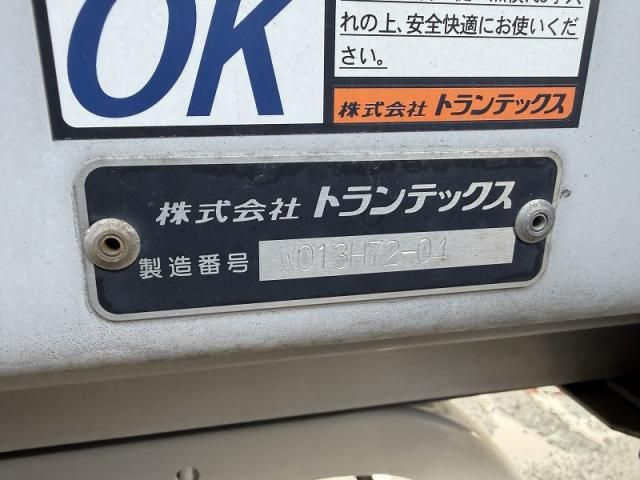 OK
れの上、安全快適にお使いくだ
さい。
株式会社 トランテックス
株式会社 トランテックス
製造番号 W013H72-04